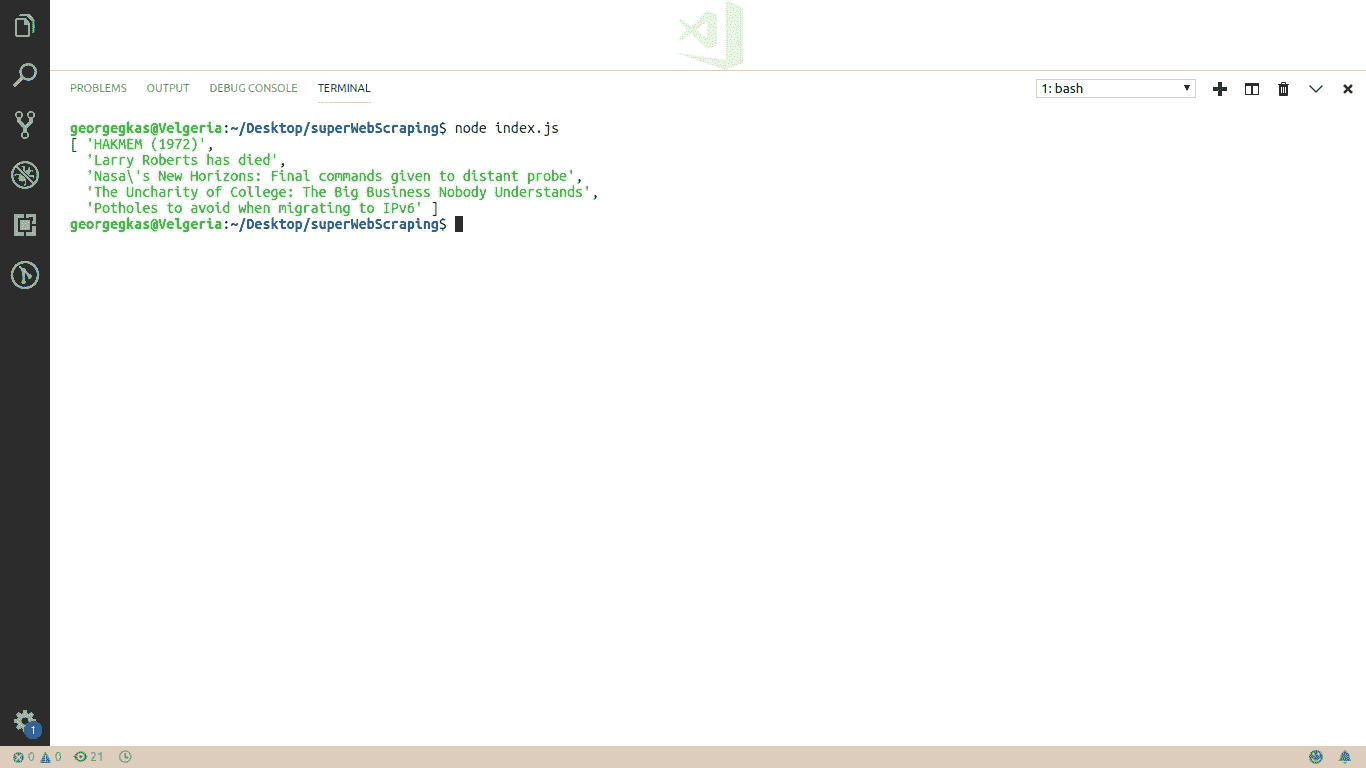 PROBLEMS OUTPUT DEBUG CONSOLE TERMINAL 1: bash
georgegkas@Velgeria:~/Desktop/superWebScraping$ node index.js
[ 'HAKMEM (1972)',
'Larry Roberts has died',
'Nasa\'s New Horizons: Final commands given to distant probe',
'The Uncharity of College: The Big Business Nobody Understands',
'Potholes to avoid when migrating to IPv6' ]
georgegkas@Velgeria:~/Desktop/superWebScraping$
1
0 0 21